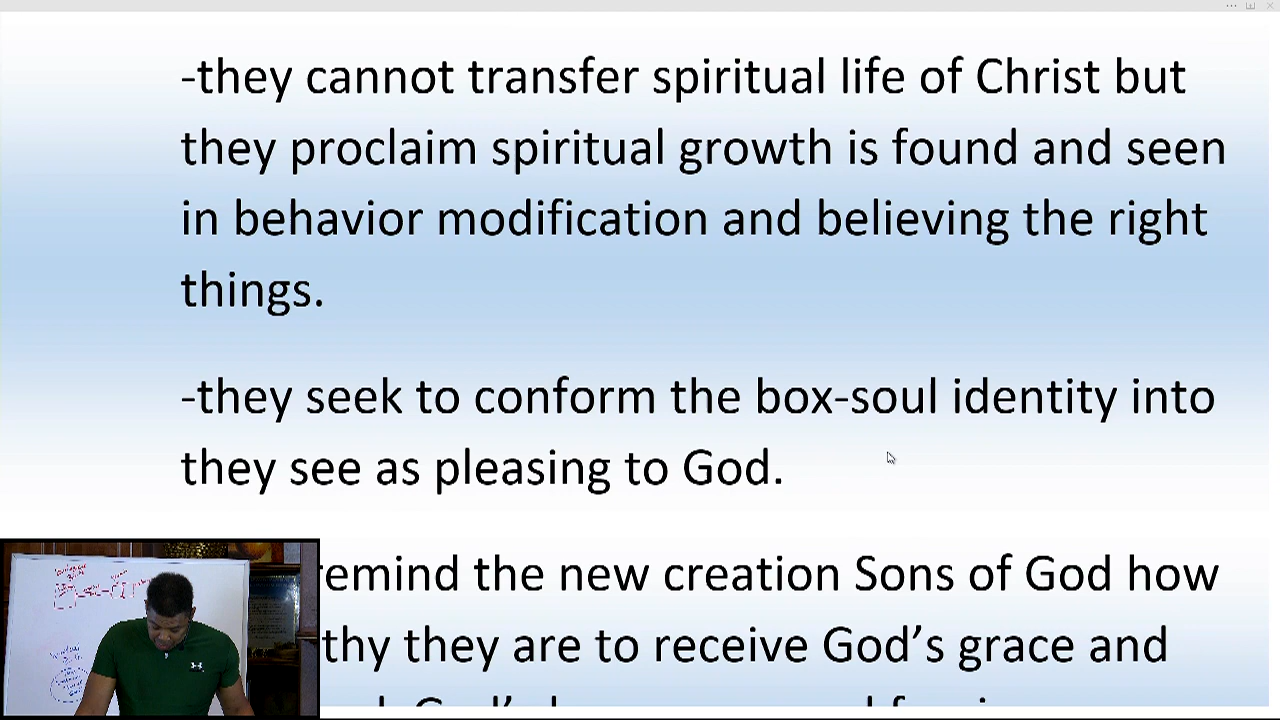 -they cannot transfer spiritual life of Christ but
they proclaim spiritual growth is found and seen
in behavior modification and believing the right
things.
-they seek to conform the box-soul identity into
they see as pleasing to God.
remind the new creation Sons of God how
thy they are to receive God’s grace and